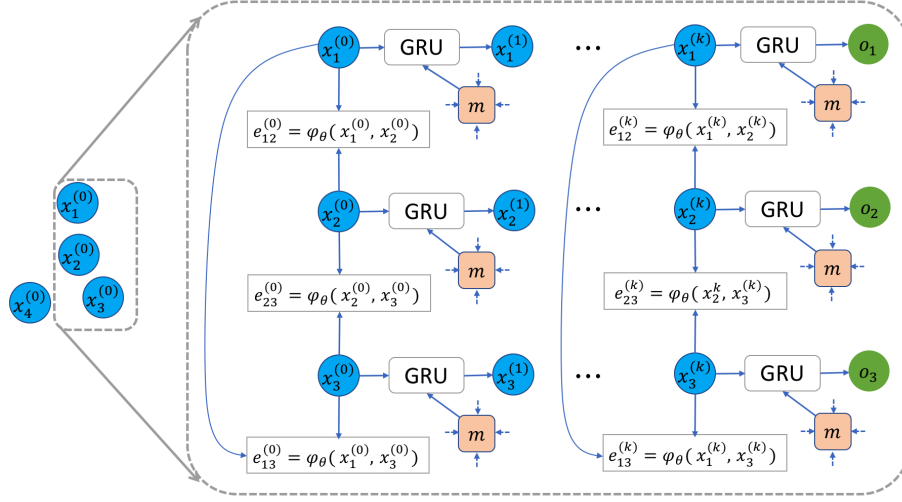 x_1^{(0)} GRU x_1^{(1)} ... x_1^{(k)} GRU o_1
m m
e_{12}^{(0)} = φ_θ( x_1^{(0)}, x_2^{(0)}) e_{12}^{(k)} = φ_θ( x_1^{(k)}, x_2^{(k)})
x_1^{(0)}
x_2^{(0)} GRU x_2^{(1)} ... x_2^{(k)} GRU o_2
x_2^{(0)}
m m
x_4^{(0)} x_3^{(0)}
e_{23}^{(0)} = φ_θ( x_2^{(0)}, x_3^{(0)}) e_{23}^{(k)} = φ_θ( x_2^{k}, x_3^{(k)})
x_3^{(0)} GRU x_3^{(1)} ... x_3^{(k)} GRU o_3
m m
e_{13}^{(0)} = φ_θ( x_1^{(0)}, x_3^{(0)}) e_{13}^{(k)} = φ_θ( x_1^{(k)}, x_3^{(k)})